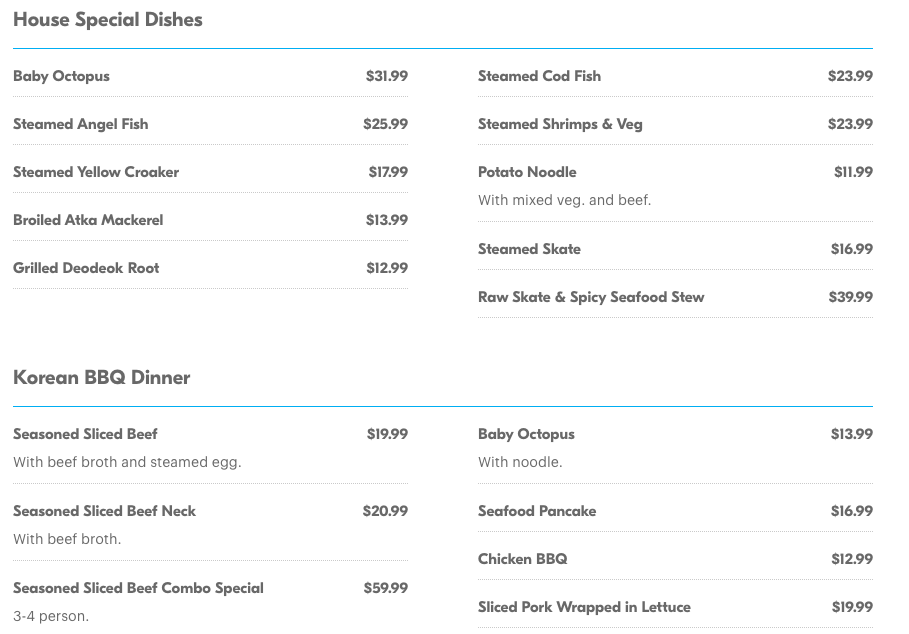 House Special Dishes
Baby Octopus $31.99
Steamed Angel Fish $25.99
Steamed Yellow Croaker $17.99
Broiled Atka Mackerel $13.99
Grilled Deodeok Root $12.99
Steamed Cod Fish $23.99
Steamed Shrimps & Veg $23.99
Potato Noodle $11.99
With mixed veg. and beef.
Steamed Skate $16.99
Raw Skate & Spicy Seafood Stew $39.99
Korean BBQ Dinner
Seasoned Sliced Beef $19.99
With beef broth and steamed egg.
Seasoned Sliced Beef Neck $20.99
With beef broth.
Seasoned Sliced Beef Combo Special $59.99
3-4 person.
Baby Octopus $13.99
With noodle.
Seafood Pancake $16.99
Chicken BBQ $12.99
Sliced Pork Wrapped in Lettuce $19.99